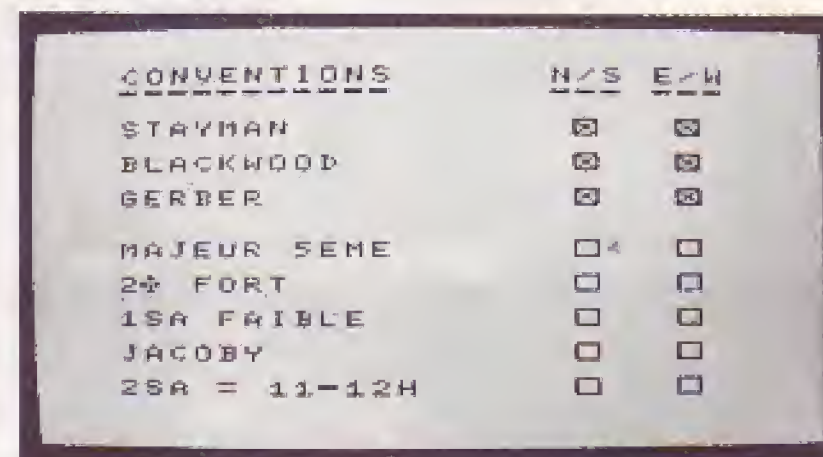 CONVENTIONS N/S E/W
STAYMAN
BLACKWOOD
GERBER
MAJEUR 5EME
2♣ FORT
1SA FAIBLE
JACOBY
2SA = 11-12H